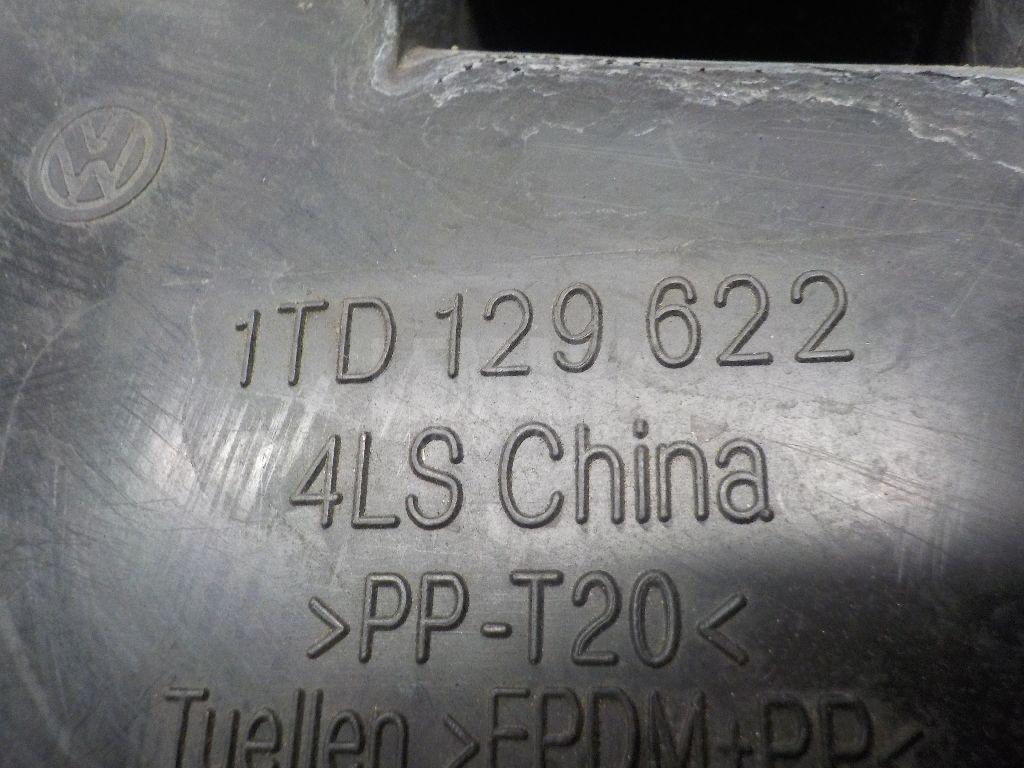 1TD 129 622
4LS China
>PP-T20<
Tuellen >EPDM+PP<